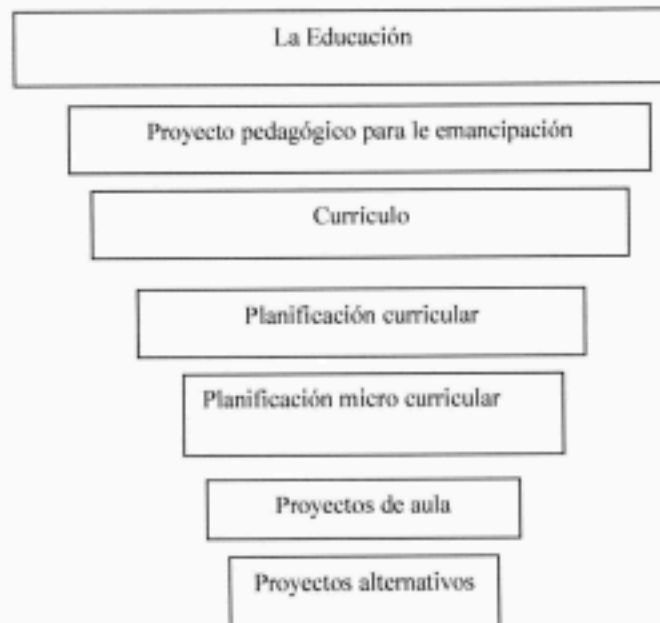 La Educación
Proyecto pedagógico para le emancipación
Currículo
Planificación curricular
Planificación micro curricular
Proyectos de aula
Proyectos alternativos